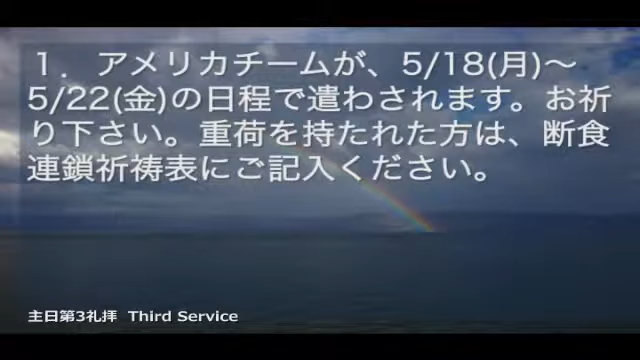 １．アメリカチームが、5/18(月)～
5/22(金)の日程で遣わされます。お祈
り下さい。重荷を持たれた方は、断食
連鎖祈祷表にご記入ください。
主日第3礼拝 Third Service